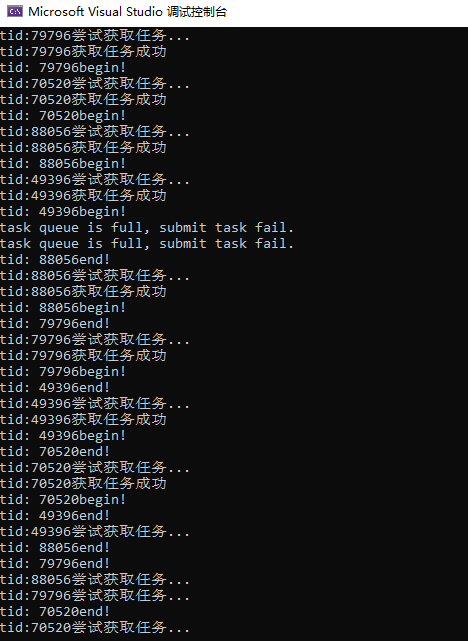 Microsoft Visual Studio 调试控制台
tid:79796尝试获取任务...
tid:79796获取任务成功
tid: 79796begin!
tid:70520尝试获取任务...
tid:70520获取任务成功
tid: 70520begin!
tid:88056尝试获取任务...
tid:88056获取任务成功
tid: 88056begin!
tid:49396尝试获取任务...
tid:49396获取任务成功
tid: 49396begin!
task queue is full, submit task fail.
task queue is full, submit task fail.
tid: 88056end!
tid:88056尝试获取任务...
tid:88056获取任务成功
tid: 88056begin!
tid: 79796end!
tid:79796尝试获取任务...
tid:79796获取任务成功
tid: 79796begin!
tid: 49396end!
tid:49396尝试获取任务...
tid:49396获取任务成功
tid: 49396begin!
tid: 70520end!
tid:70520尝试获取任务...
tid:70520获取任务成功
tid: 70520begin!
tid: 49396end!
tid:49396尝试获取任务...
tid: 88056end!
tid: 79796end!
tid:88056尝试获取任务...
tid:79796尝试获取任务...
tid: 70520end!
tid:70520尝试获取任务...